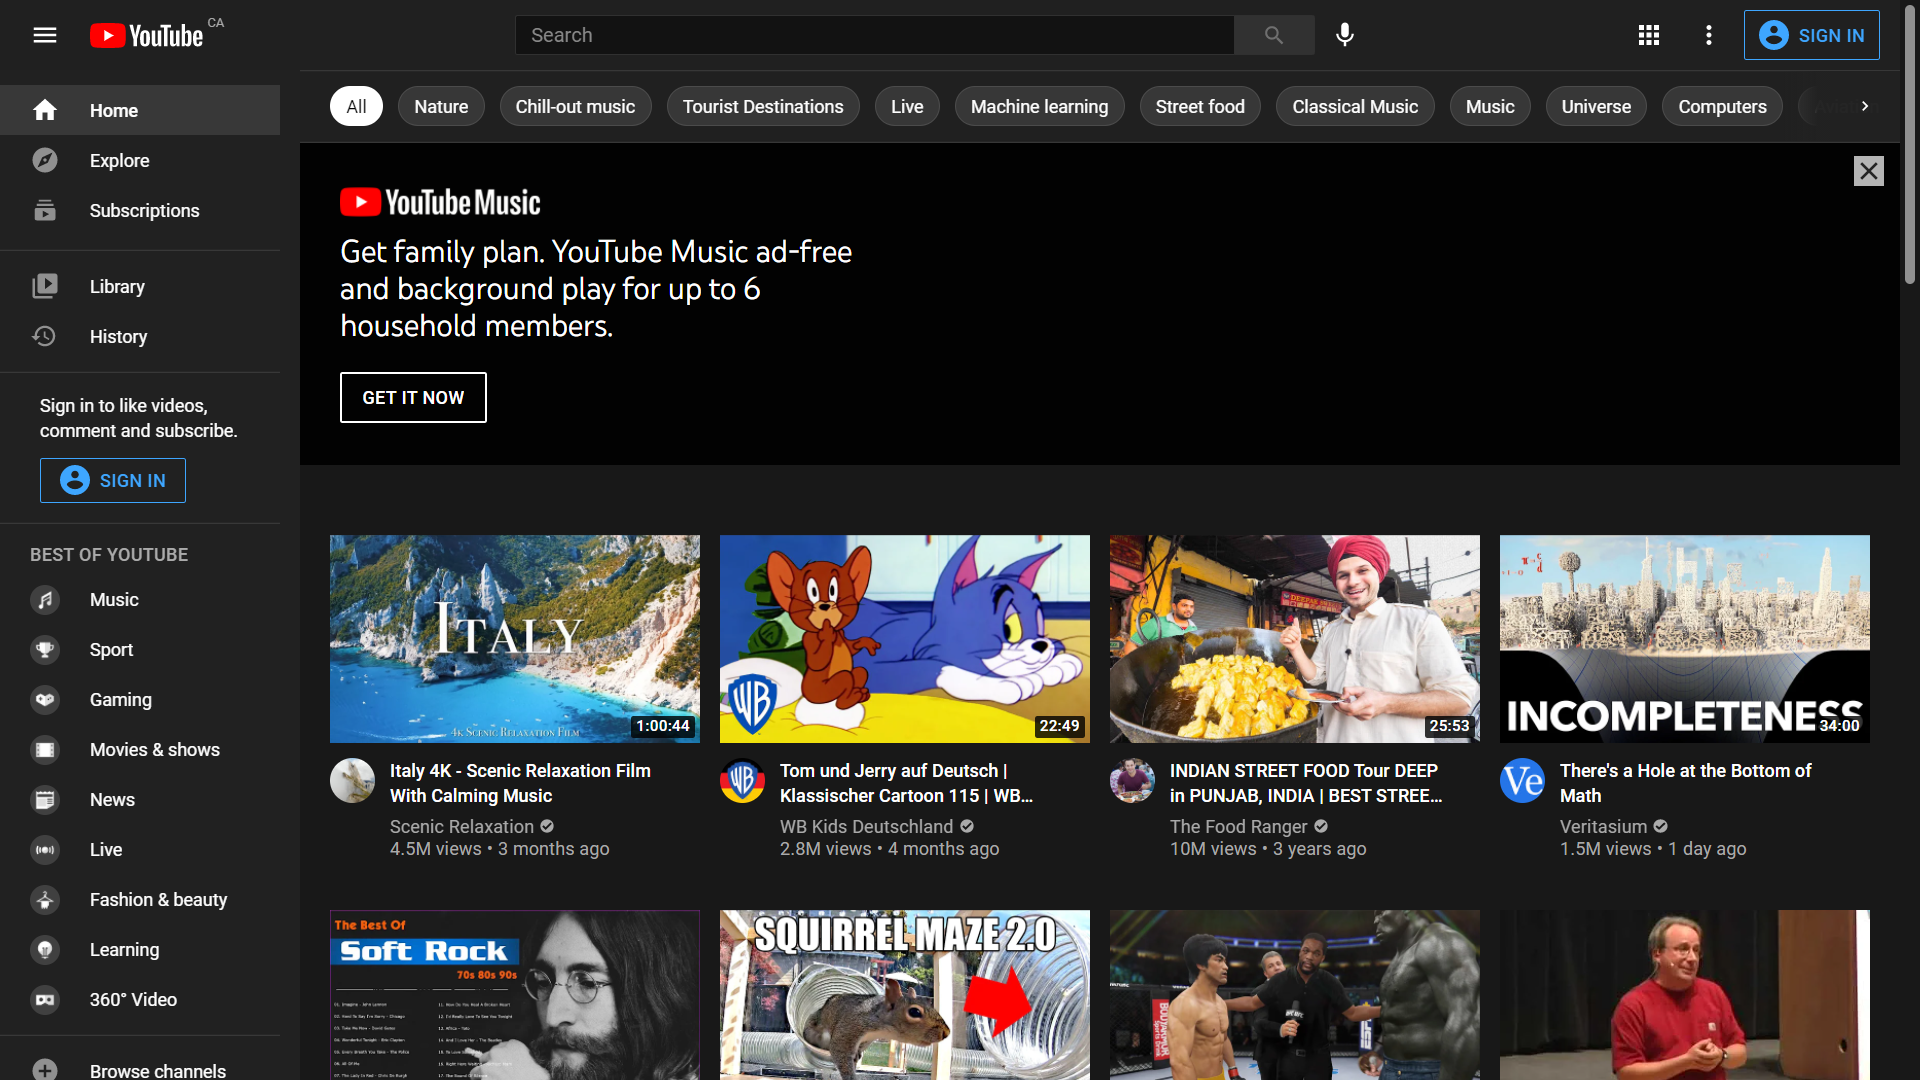 YouTube CA
Search
SIGN IN
Home
Explore
Subscriptions
Library
History
Sign in to like videos,
comment and subscribe.
SIGN IN
BEST OF YOUTUBE
Music
Sport
Gaming
Movies & shows
News
Live
Fashion & beauty
Learning
360° Video
Browse channels
All
Nature
Chill-out music
Tourist Destinations
Live
Machine learning
Street food
Classical Music
Music
Universe
Computers
YouTube Music
Get family plan. YouTube Music ad-free
and background play for up to 6
household members.
GET IT NOW
ITALY
4K SCENIC RELAXATION FILM
1:00:44
Italy 4K - Scenic Relaxation Film
With Calming Music
Scenic Relaxation
4.5M views • 3 months ago
WB
22:49
WB
Tom und Jerry auf Deutsch |
Klassischer Cartoon 115 | WB...
WB Kids Deutschland
2.8M views • 4 months ago
25:53
INDIAN STREET FOOD Tour DEEP
in PUNJAB, INDIA | BEST STREE...
The Food Ranger
10M views • 3 years ago
INCOMPLETENESS
34:00
Ve
There's a Hole at the Bottom of
Math
Veritasium
1.5M views • 1 day ago
The Best Of
Soft Rock
70s 80s 90s
SQUIRREL MAZE 2.0